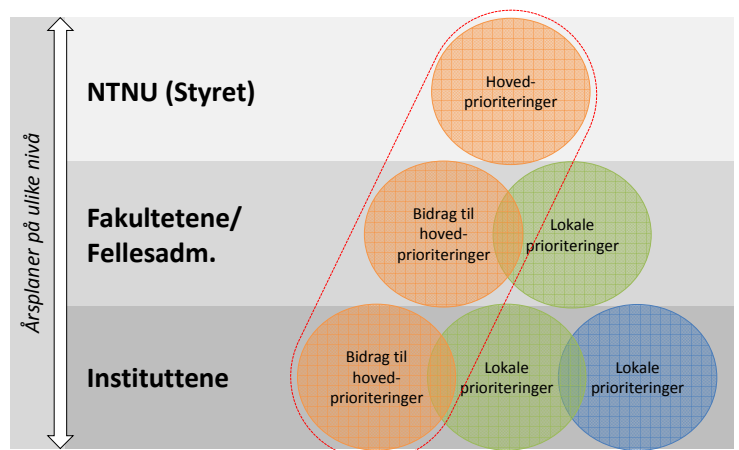 Årsplaner på ulike nivå
NTNU (Styret)
Hoved-
prioriteringer
Fakultetene/
Fellesadm.
Bidrag til
hoved-
prioriteringer
Lokale
prioriteringer
Instituttene
Bidrag til
hoved-
prioriteringer
Lokale
prioriteringer
Lokale
prioriteringer